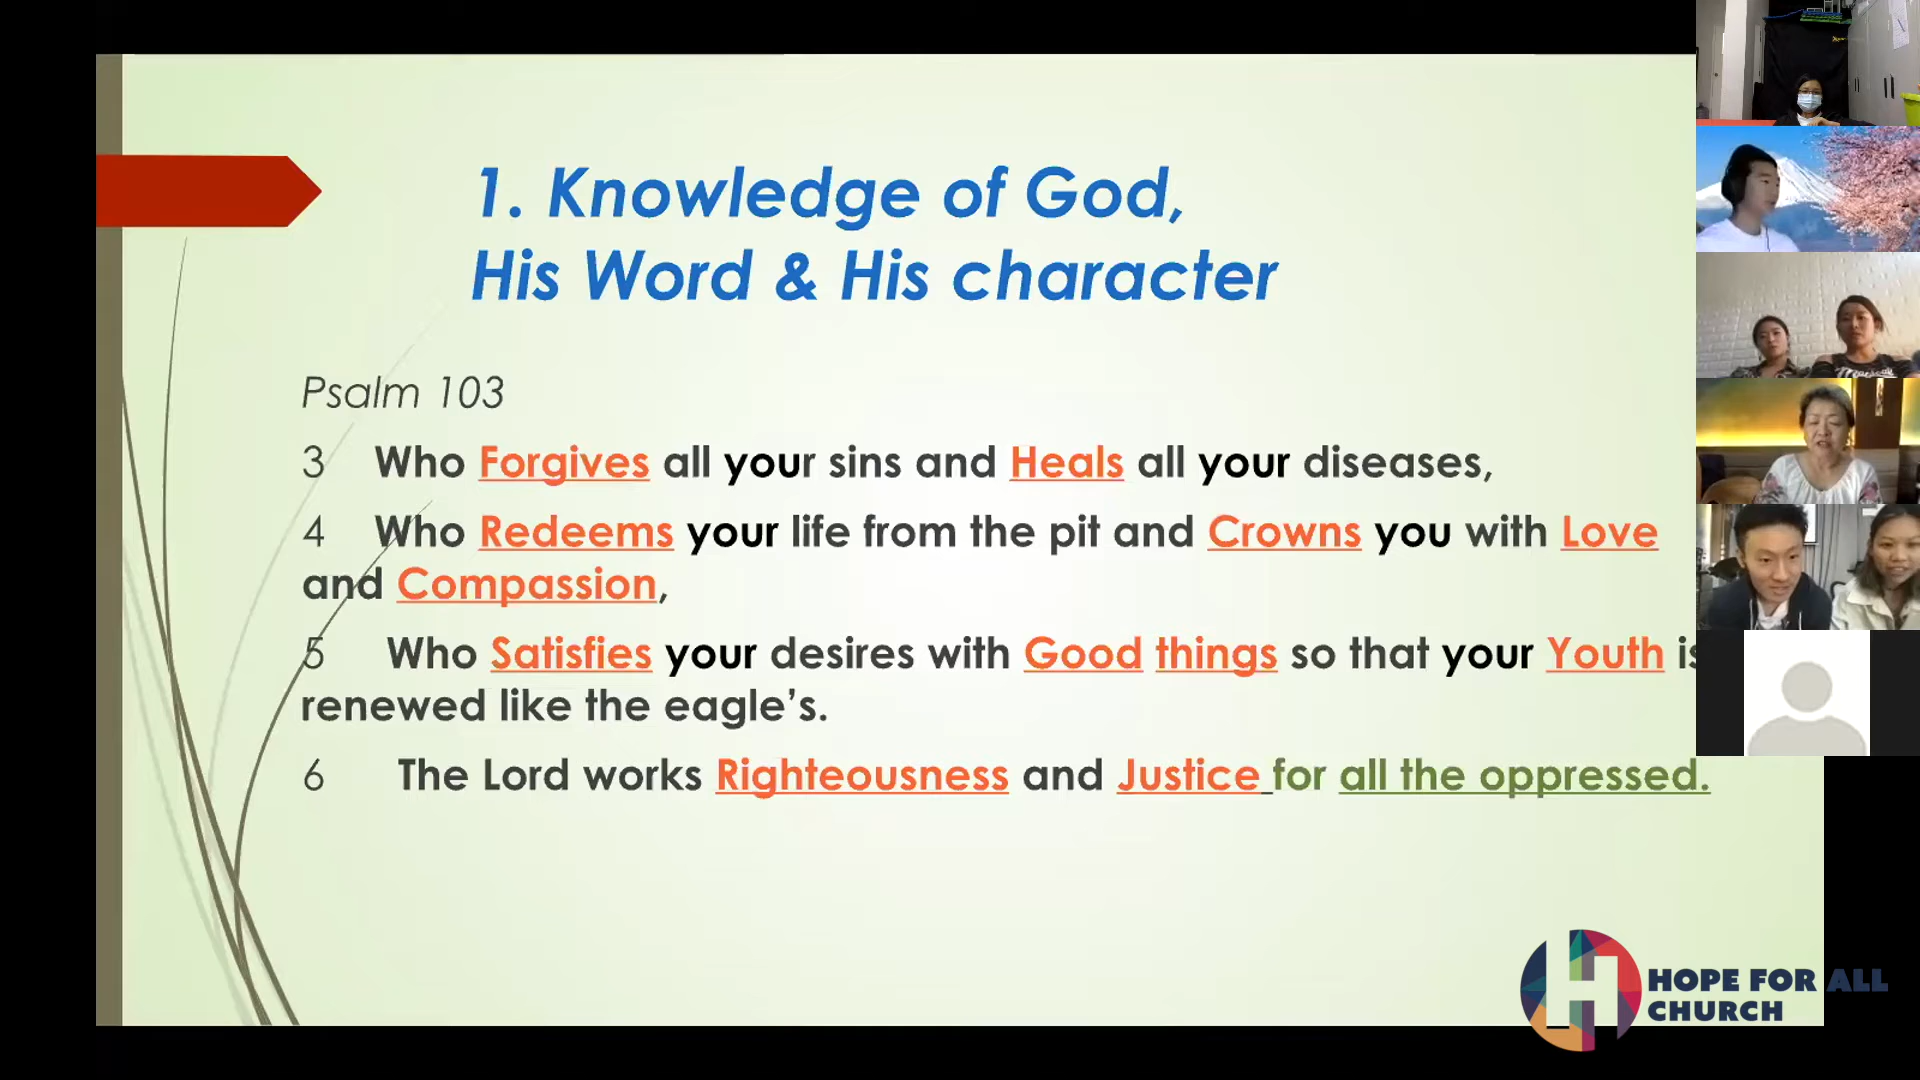 1. Knowledge of God,
His Word & His character
Psalm 103
3 Who Forgives all your sins and Heals all your diseases,
4 Who Redeems your life from the pit and Crowns you with Love
and Compassion,
5 Who Satisfies your desires with Good things so that your Youth is
renewed like the eagle’s.
6 The Lord works Righteousness and Justice for all the oppressed.
HOPE FOR ALL
CHURCH